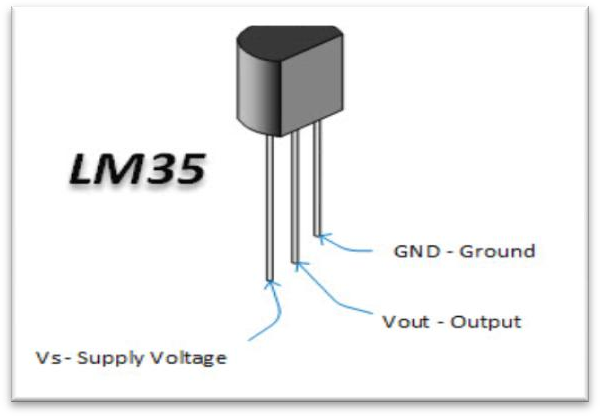 LM35
GND - Ground
Vout - Output
Vs- Supply Voltage